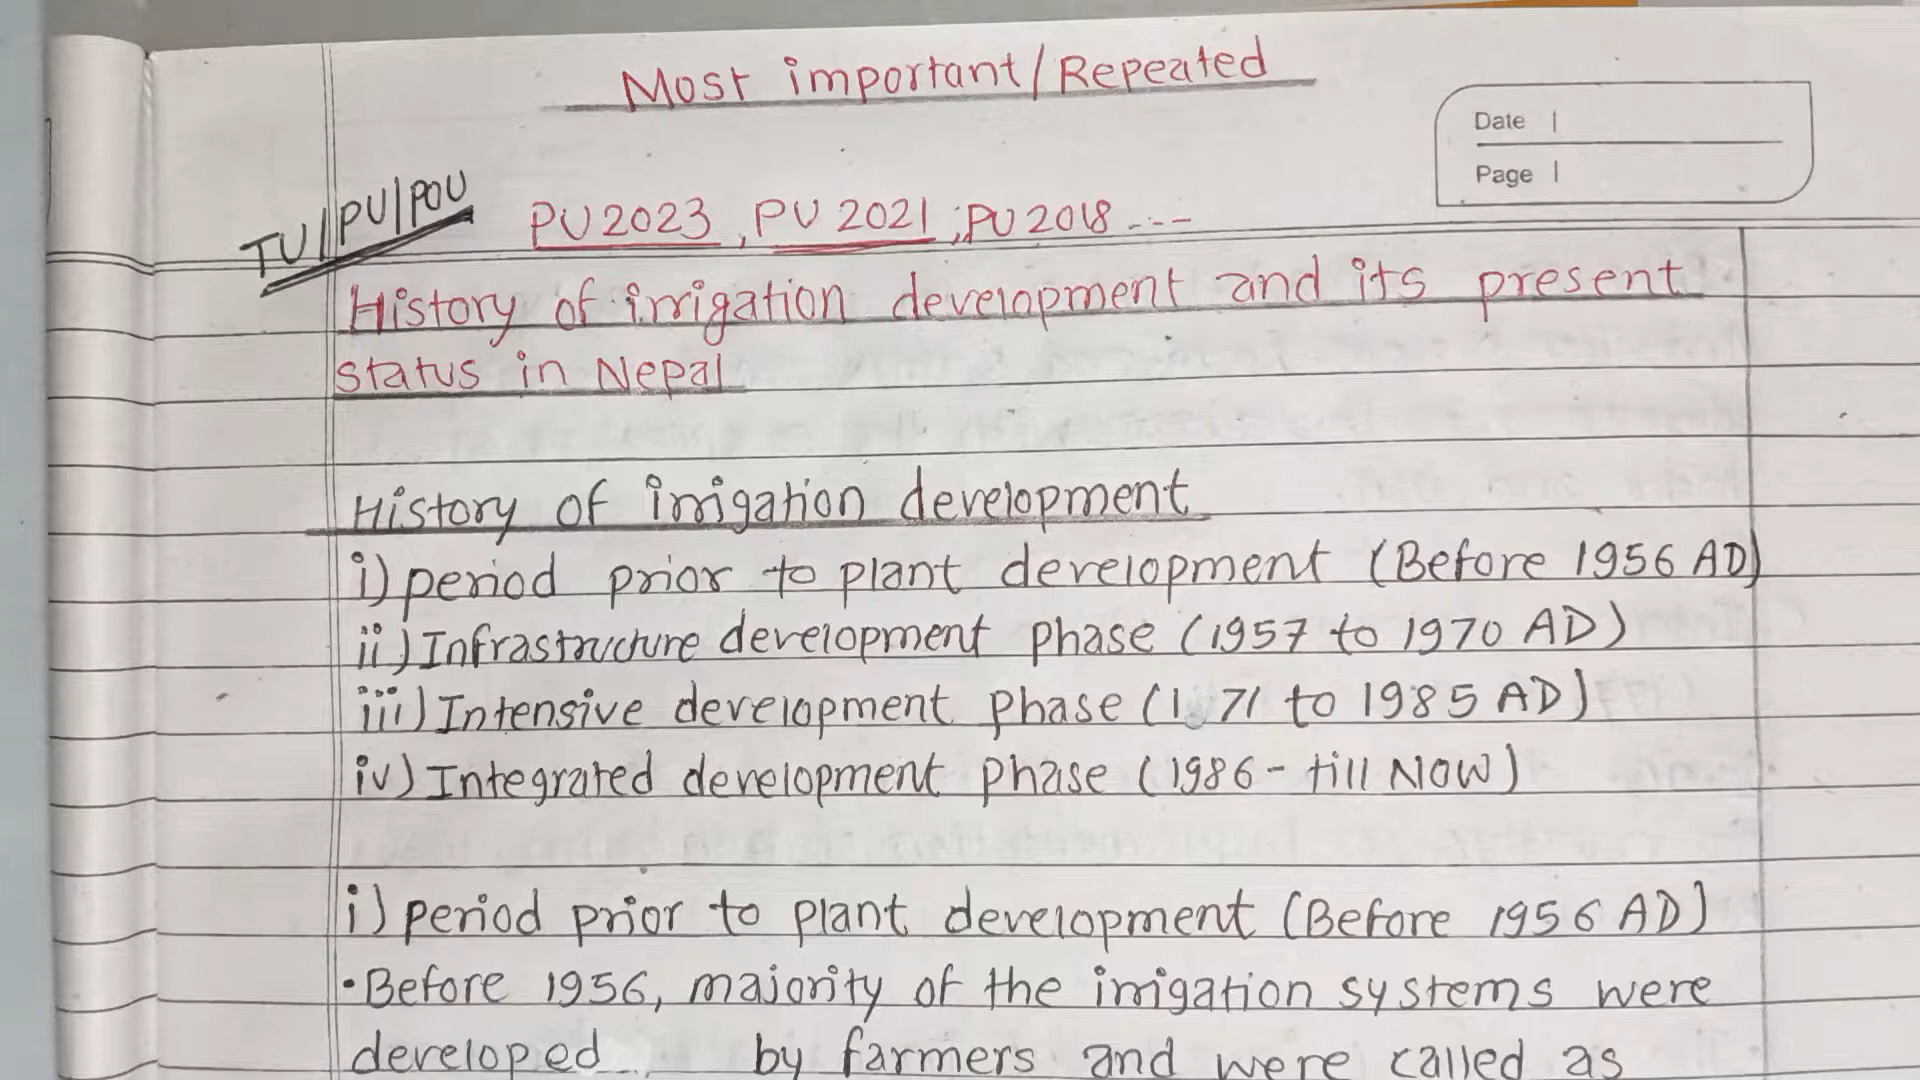 Most important/Repeated
Date
Page
TU/PU/POU
PU 2023, PU 2021, PU 2018 ---
History of irrigation development and its present
status in Nepal
History of irrigation development
i) period prior to plant development (Before 1956 AD)
ii) Infrastructure development phase (1957 to 1970 AD)
iii) Intensive development phase (1 71 to 1985 AD)
iv) Integrated development phase (1986 - till NOW)
i) period prior to plant development (Before 1956 AD)
• Before 1956, majority of the irrigation systems were
developed by farmers and were called as